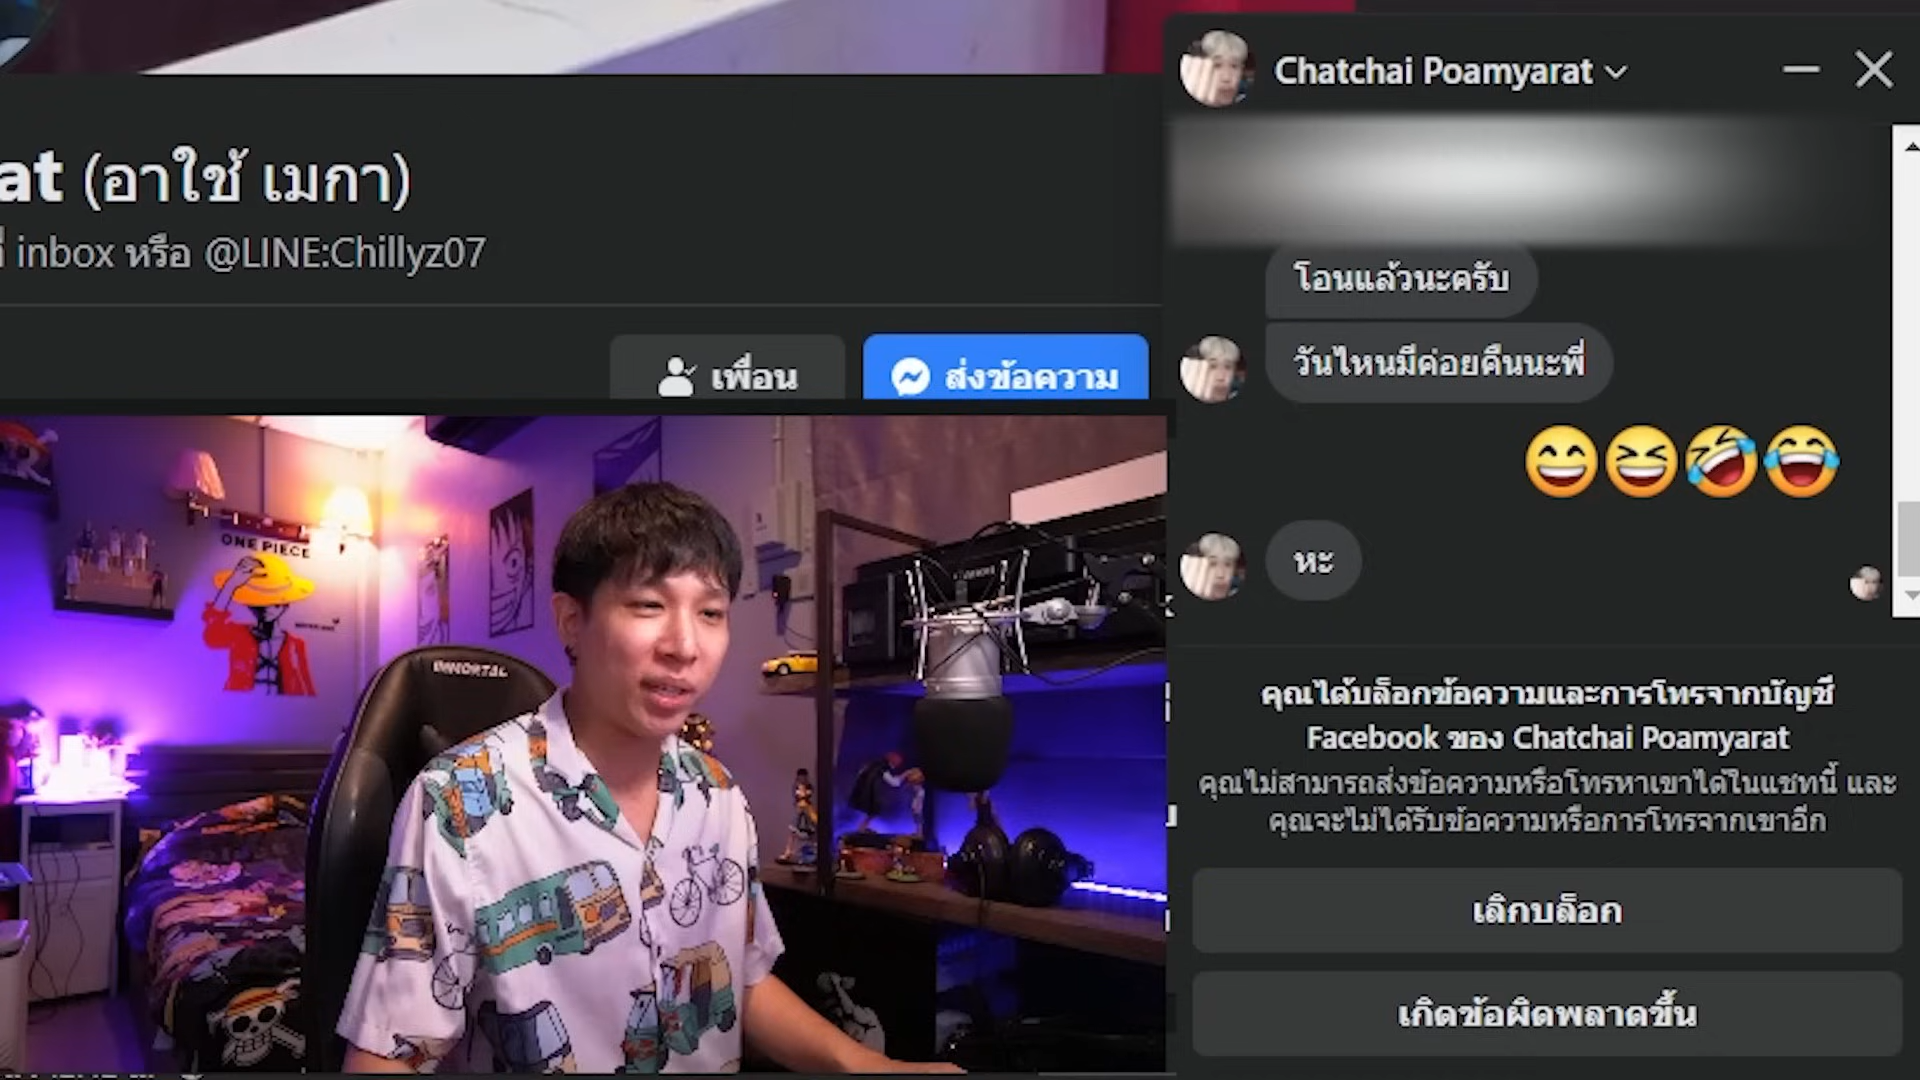 Chatchai Poamyarat
at (อาใช้ เมกา)
inbox หรือ @LINE:Chillyz07
เพื่อน
ส่งข้อความ
โอนแล้วนะครับ
วันไหนมีค่อยคืนนะพี่
หะ
ONE PIECE
IMMORTAL
คุณได้บล็อกข้อความและการโทรจากบัญชี
Facebook ของ Chatchai Poamyarat
คุณไม่สามารถส่งข้อความหรือโทรหาเขาได้ในแชทนี้ และ
คุณจะไม่ได้รับข้อความหรือการโทรจากเขาอีก
เลิกบล็อก
เกิดข้อผิดพลาดขึ้น